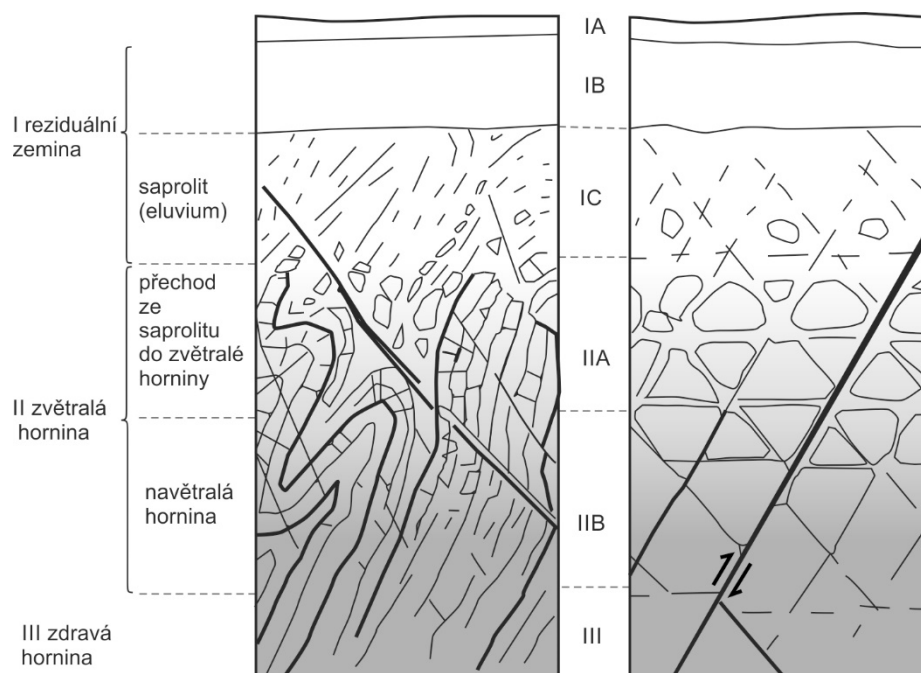 I reziduální
zemina
saprolit
(eluvium)
přechod
ze
saprolitu
do zvětralé
horniny
II zvětralá
hornina
navětralá
hornina
III zdravá
hornina
IA
IB
IC
IIA
IIB
III